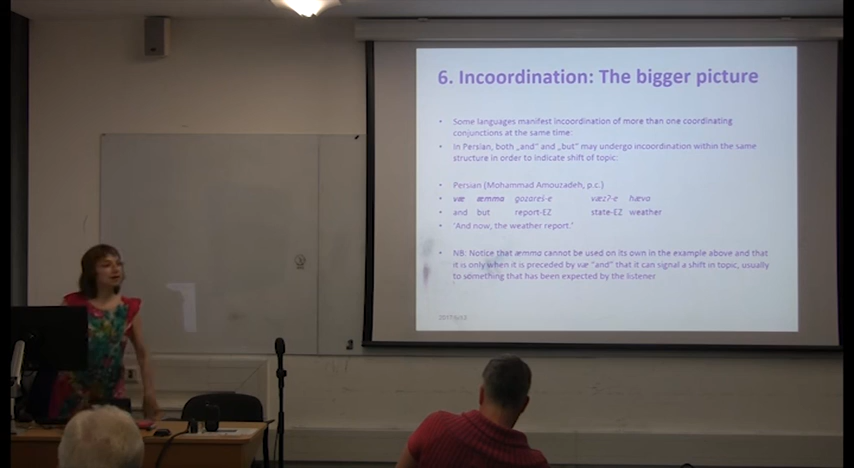 6. Incoordination: The bigger picture
• Some languages manifest incoordination of more than one coordinating
conjunctions at the same time:
• In Persian, both „and" and „but" may undergo incoordination within the same
structure in order to indicate shift of topic:
• Persian (Mohammad Amouzadeh, p.c.)
• væ æmma gozareš-e væzʔ-e hæva
• and but report-EZ state-EZ weather
• 'And now, the weather report.'
• NB: Notice that æmma cannot be used on its own in the example above and that
it is only when it is preceded by væ "and" that it can signal a shift in topic, usually
to something that has been expected by the listener